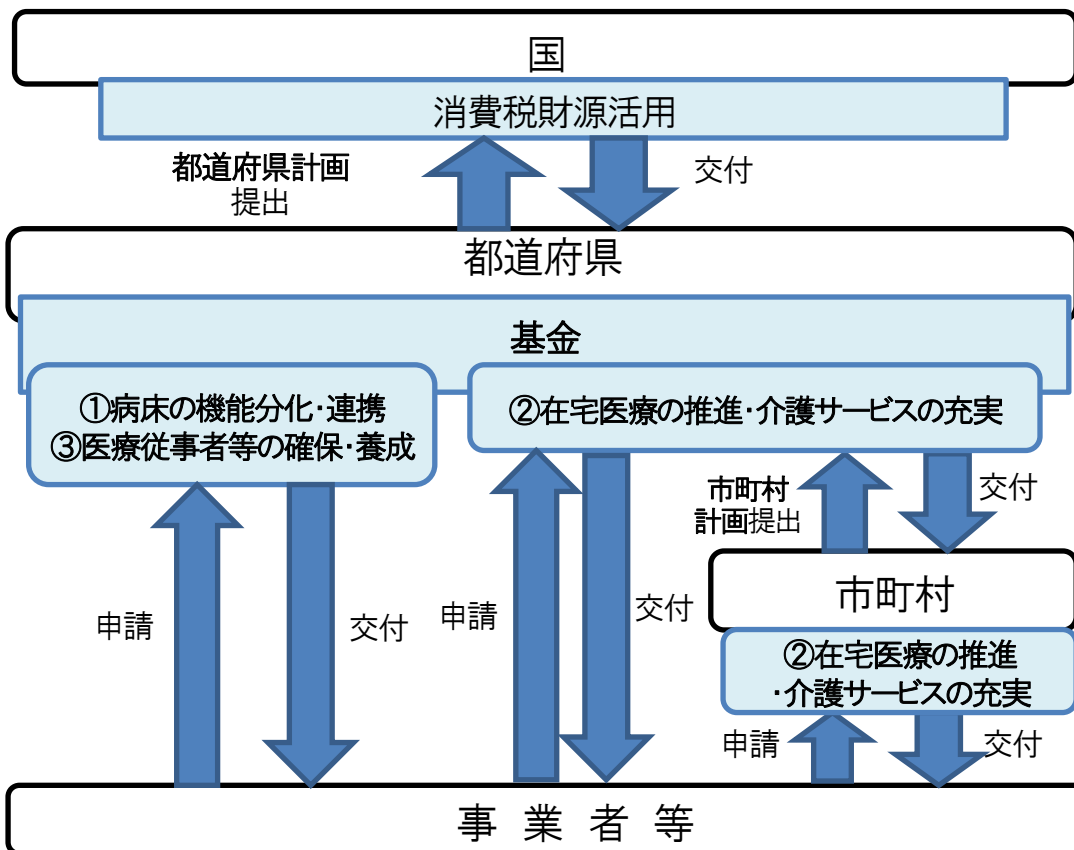 国
消費税財源活用
都道府県計画
提出
交付
都道府県
基金
①病床の機能分化・連携
③医療従事者等の確保・養成
②在宅医療の推進・介護サービスの充実
市町村
計画提出
交付
市町村
申請
交付
申請
交付
②在宅医療の推進
・介護サービスの充実
申請
交付
事業者等